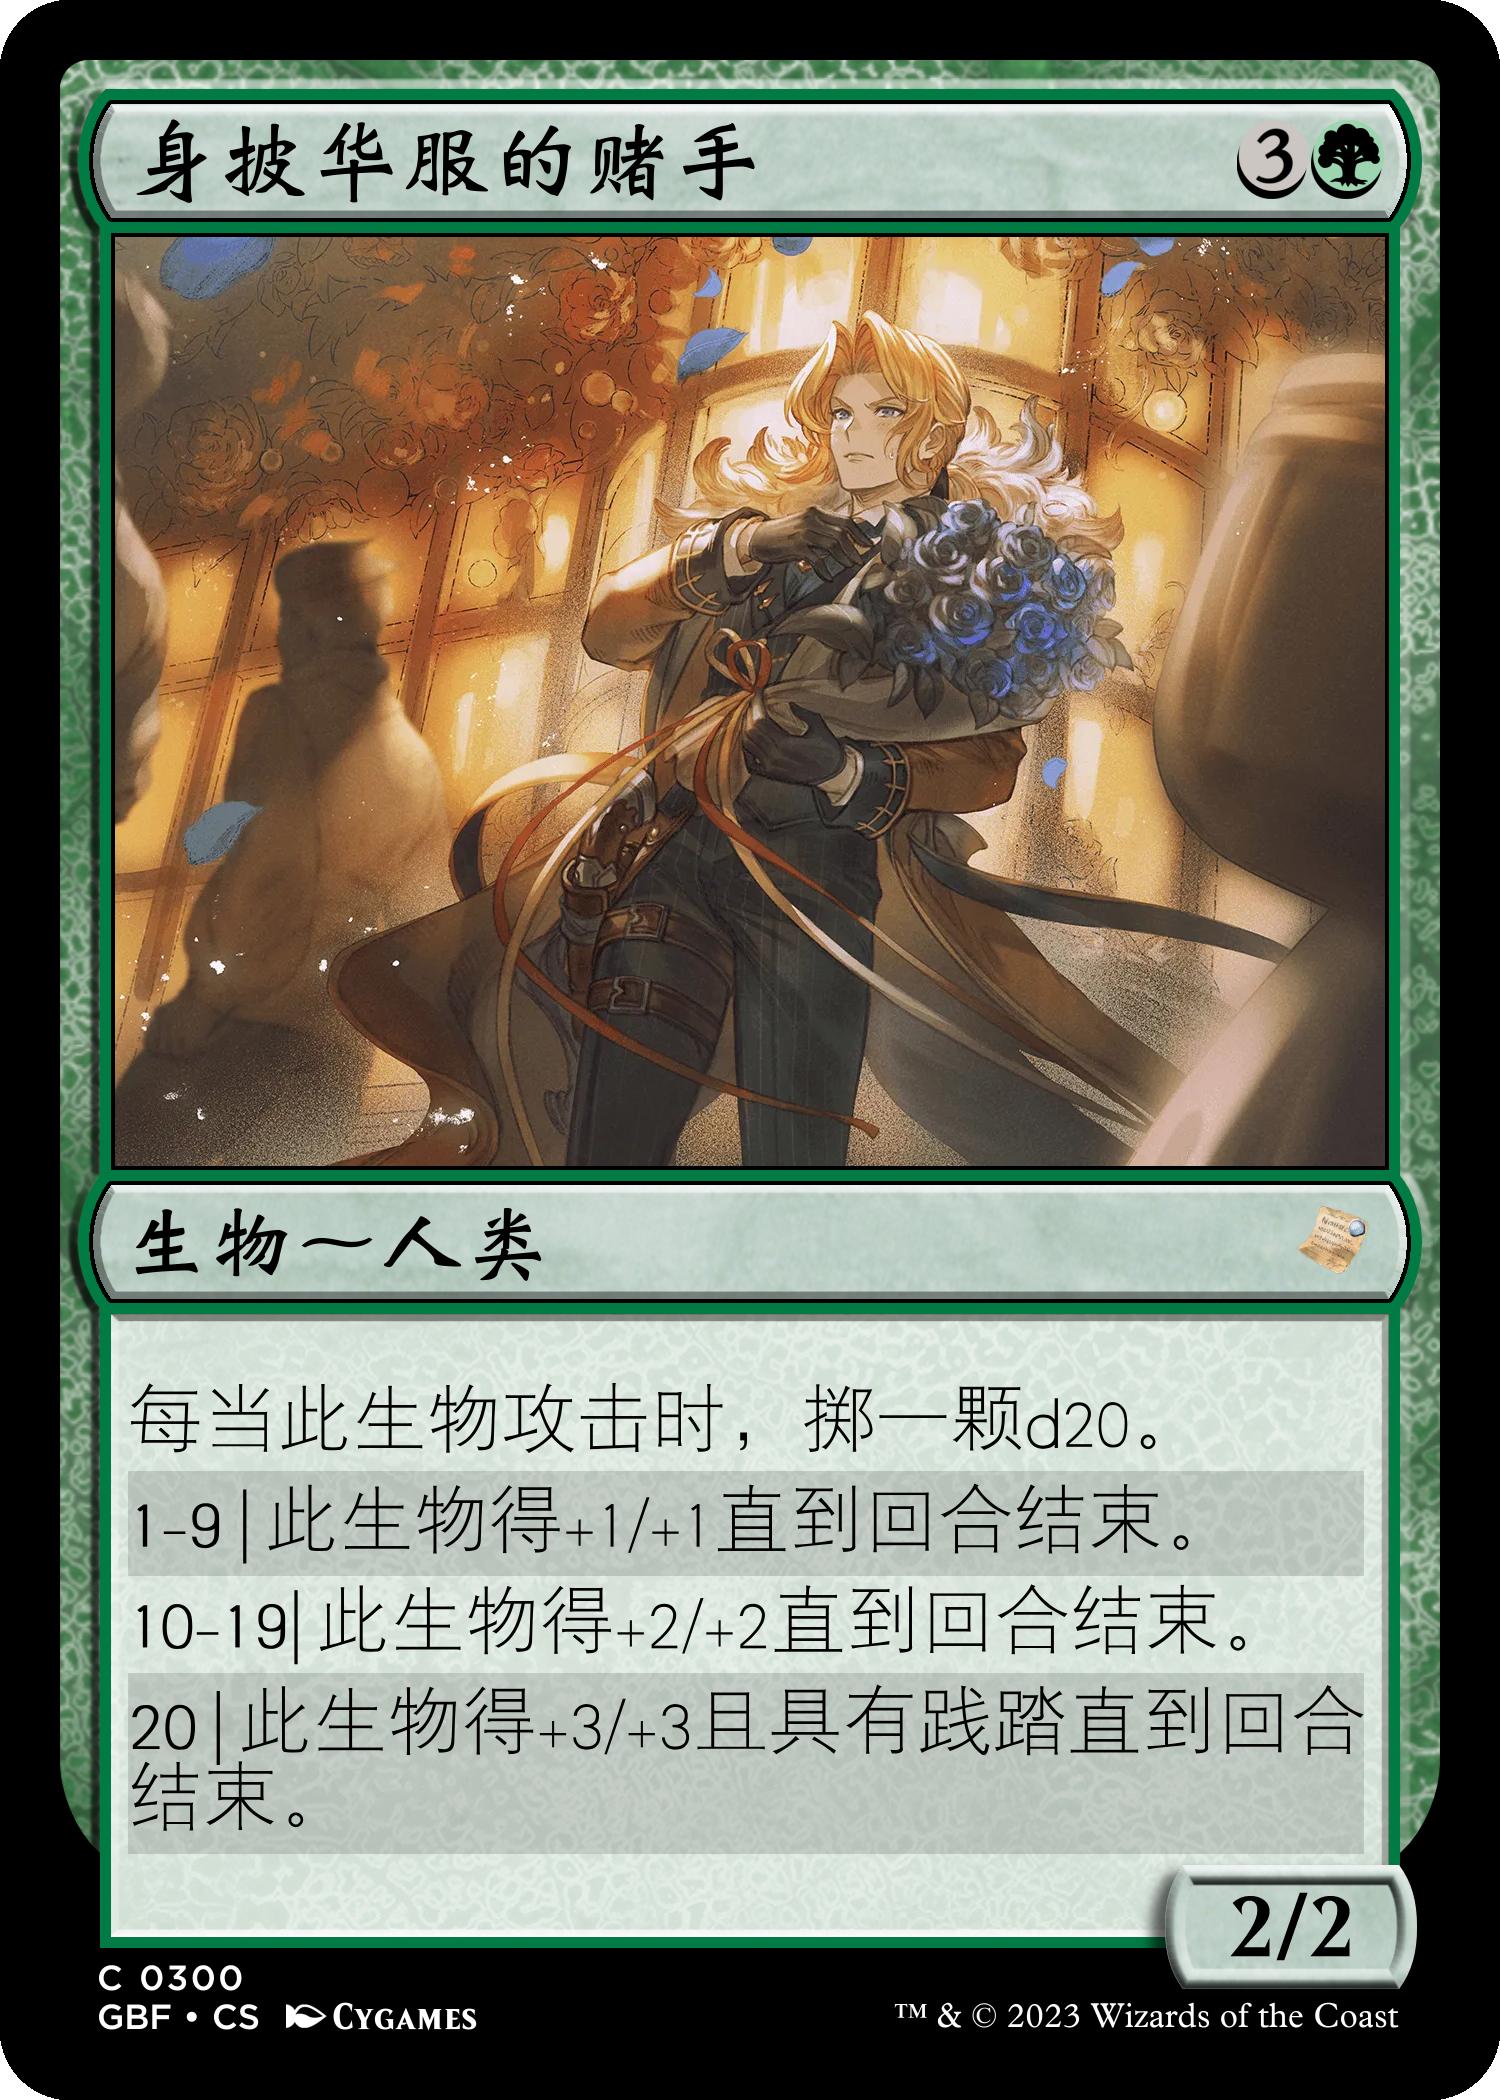 身披华服的赌手 3
生物～人类
每当此生物攻击时，掷一颗d20。
1-9|此生物得+1/+1直到回合结束。
10-19|此生物得+2/+2直到回合结束。
20|此生物得+3/+3且具有践踏直到回合
结束。
2/2
C 0300
GBF • CS CYGAMES
™ & © 2023 Wizards of the Coast